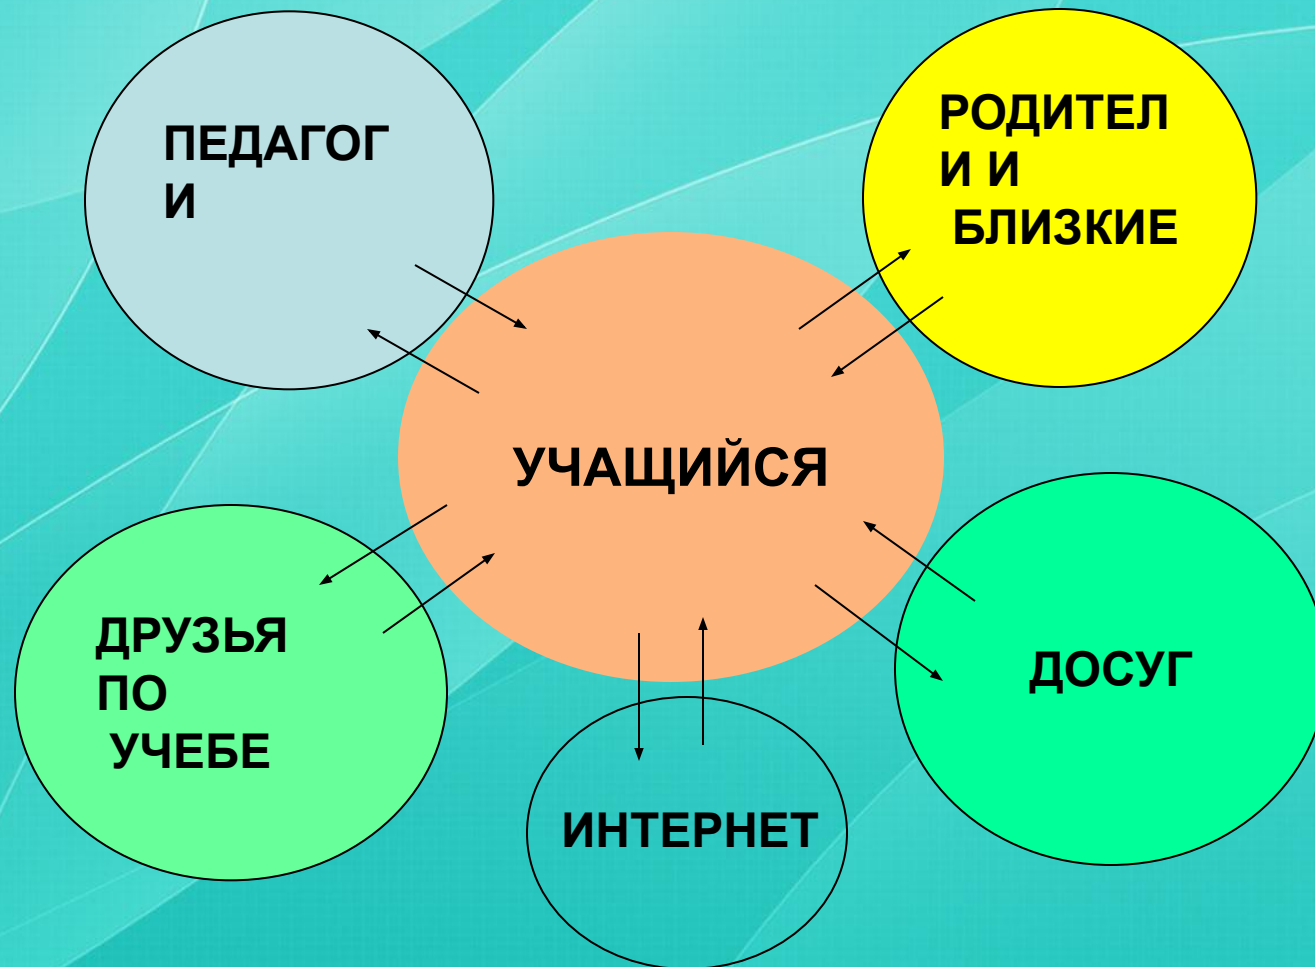 ПЕДАГОГ
И
РОДИТЕЛ
И И
БЛИЗКИЕ
УЧАЩИЙСЯ
ДРУЗЬЯ
ПО
УЧЕБЕ
ДОСУГ
ИНТЕРНЕТ